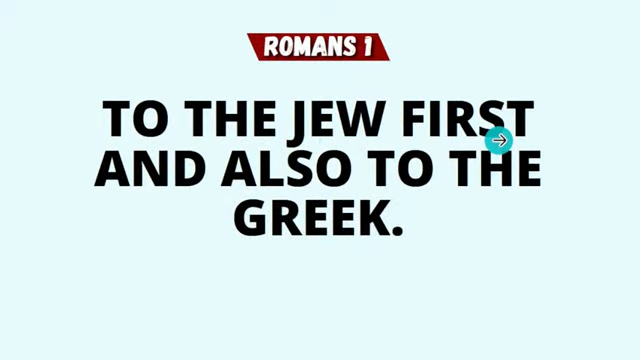 ROMANS 1
TO THE JEW FIRST
AND ALSO TO THE
GREEK.